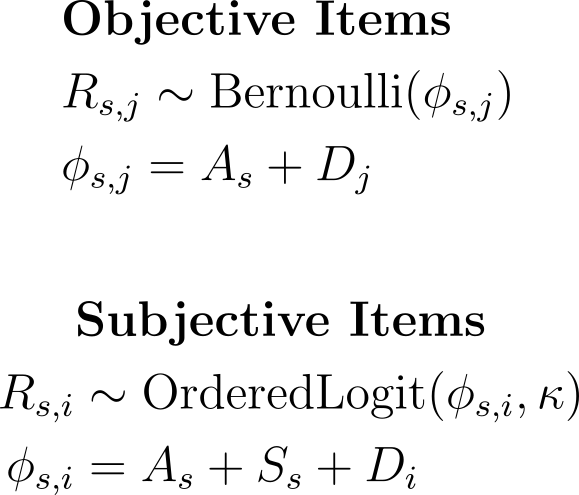 Objective Items
R_{s,j} ∼ Bernoulli(ϕ_{s,j})
ϕ_{s,j} = A_s + D_j
Subjective Items
R_{s,i} ∼ OrderedLogit(ϕ_{s,i}, κ)
ϕ_{s,i} = A_s + S_s + D_i